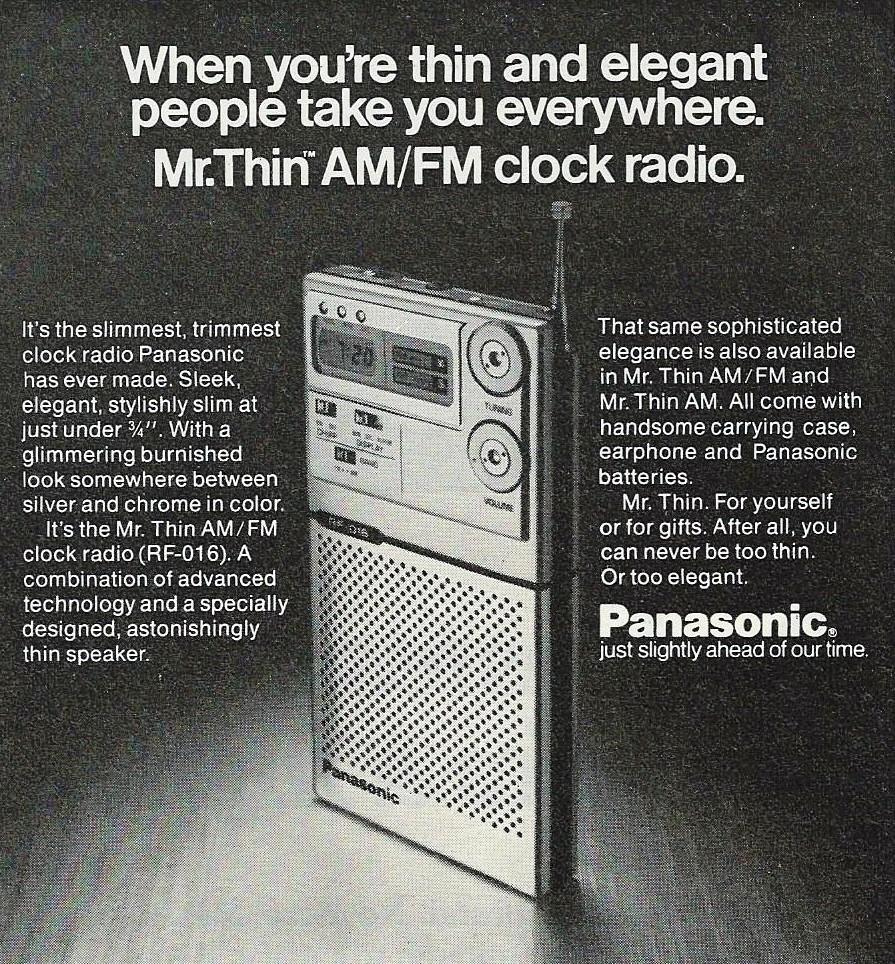 When you're thin and elegant
people take you everywhere.
Mr.Thin™ AM/FM clock radio.
It's the slimmest, trimmest
clock radio Panasonic
has ever made. Sleek,
elegant, stylishly slim at
just under ¾". With a
glimmering burnished
look somewhere between
silver and chrome in color.
It's the Mr. Thin AM/FM
clock radio (RF-016). A
combination of advanced
technology and a specially
designed, astonishingly
thin speaker.
7:20
TUNING
DISPLAY
BAND
VOLUME
RF-016
Panasonic
That same sophisticated
elegance is also available
in Mr. Thin AM/FM and
Mr. Thin AM. All come with
handsome carrying case,
earphone and Panasonic
batteries.
Mr. Thin. For yourself
or for gifts. After all, you
can never be too thin.
Or too elegant.
Panasonic®
just slightly ahead of our time.